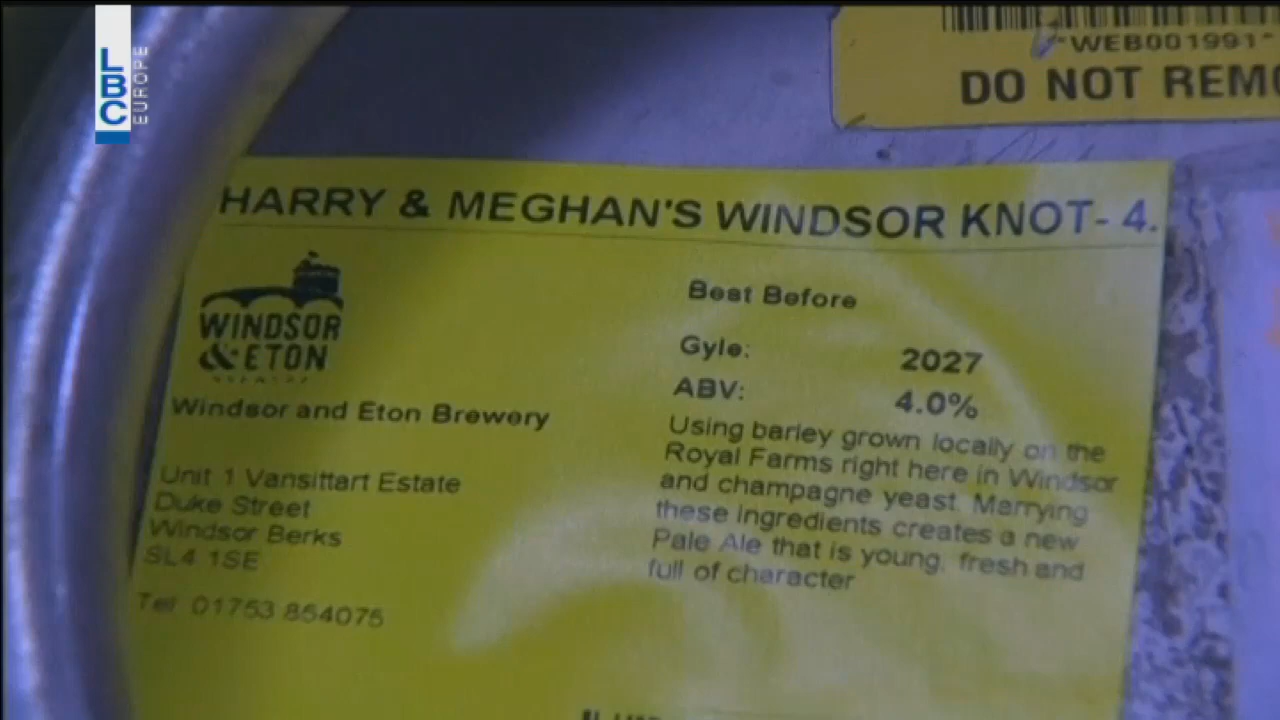 LBC
EUROPE
"WEB001991"
DO NOT
HARRY & MEGHAN'S WINDSOR KNOT- 4.
WINDSOR
& ETON
Windsor and Eton Brewery
Unit 1 Vansittart Estate
Duke Street
Windsor Berks
SL4 1SE
Tel 01753 854075
Best Before
Gyle: 2027
ABV: 4.0%
Using barley grown locally on the
Royal Farms right here in Windsor
and champagne yeast. Marrying
these ingredients creates a new
Pale Ale that is young, fresh and
full of character